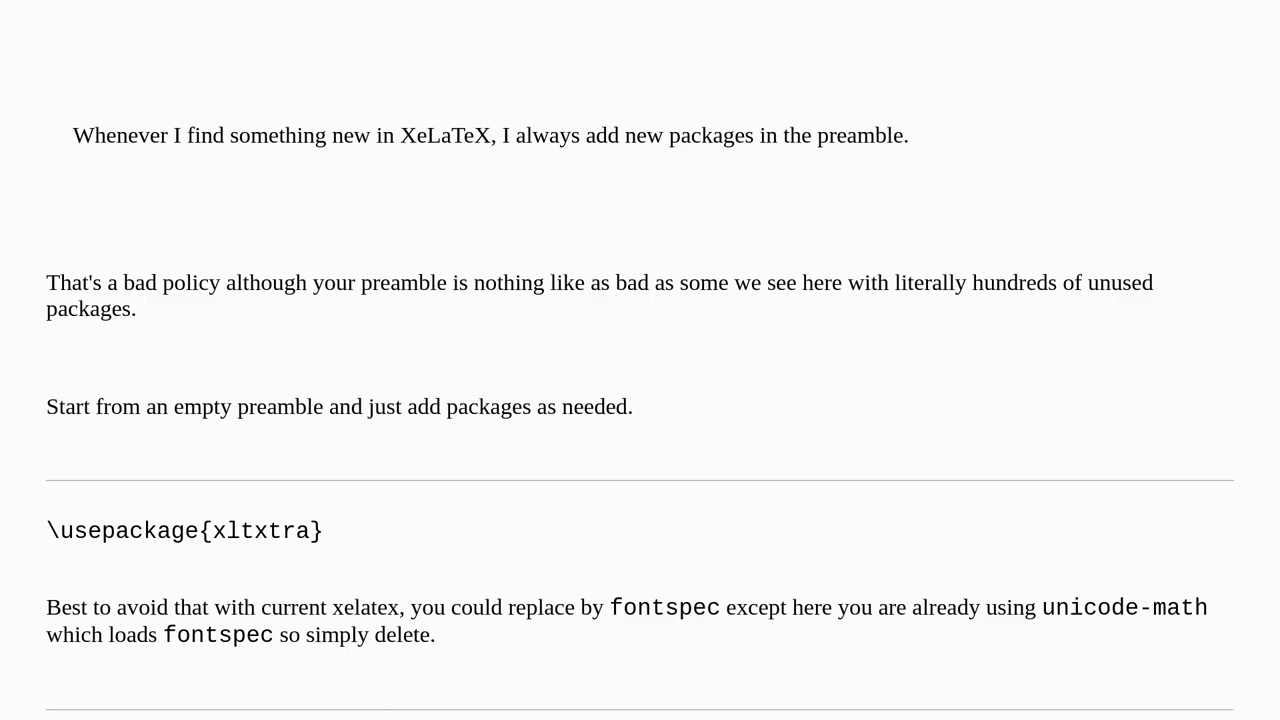 Whenever I find something new in XeLaTeX, I always add new packages in the preamble.
That's a bad policy although your preamble is nothing like as bad as some we see here with literally hundreds of unused
packages.
Start from an empty preamble and just add packages as needed.
\usepackage{xltxtra}
Best to avoid that with current xelatex, you could replace by fontspec except here you are already using unicode-math
which loads fontspec so simply delete.